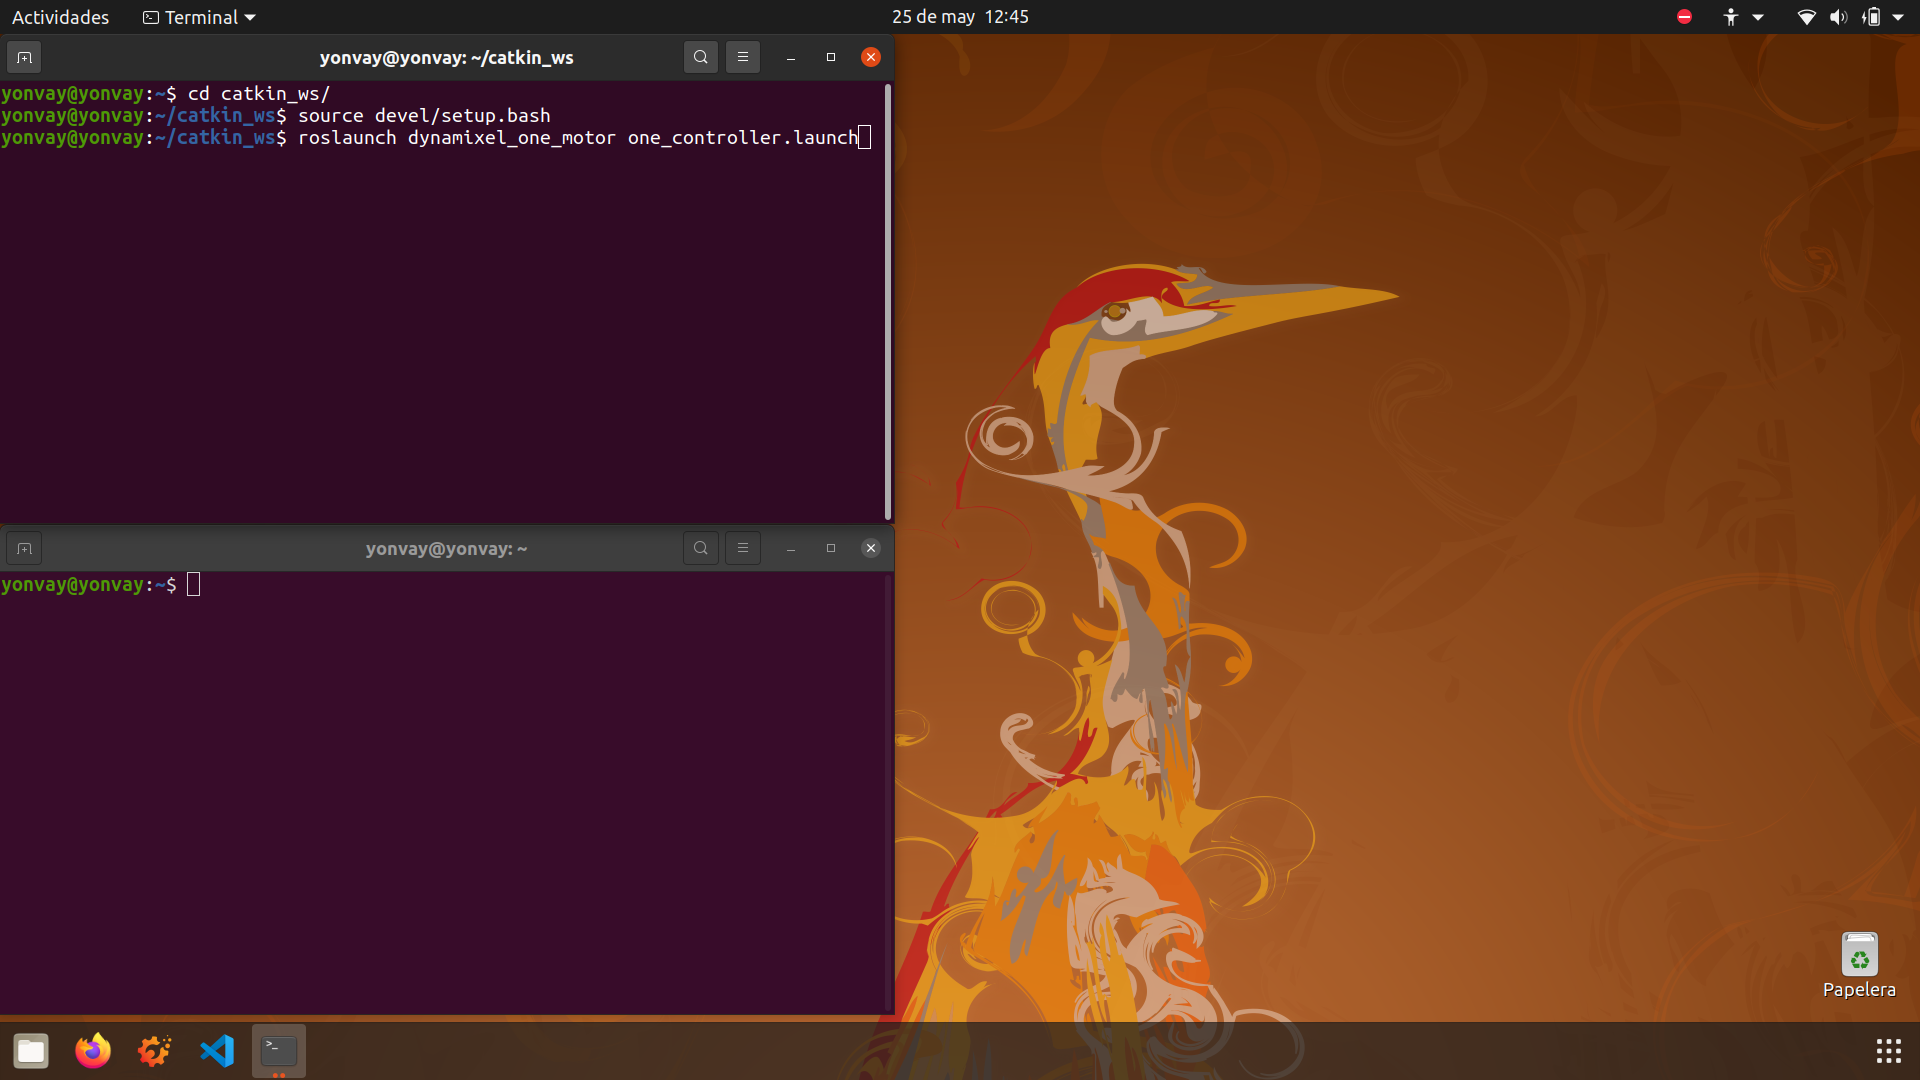 Actividades Terminal 25 de may 12:45
yonvay@yonvay: ~/catkin_ws
yonvay@yonvay:~$ cd catkin_ws/
yonvay@yonvay:~/catkin_ws$ source devel/setup.bash
yonvay@yonvay:~/catkin_ws$ roslaunch dynamixel_one_motor one_controller.launch
yonvay@yonvay: ~
yonvay@yonvay:~$
Papelera